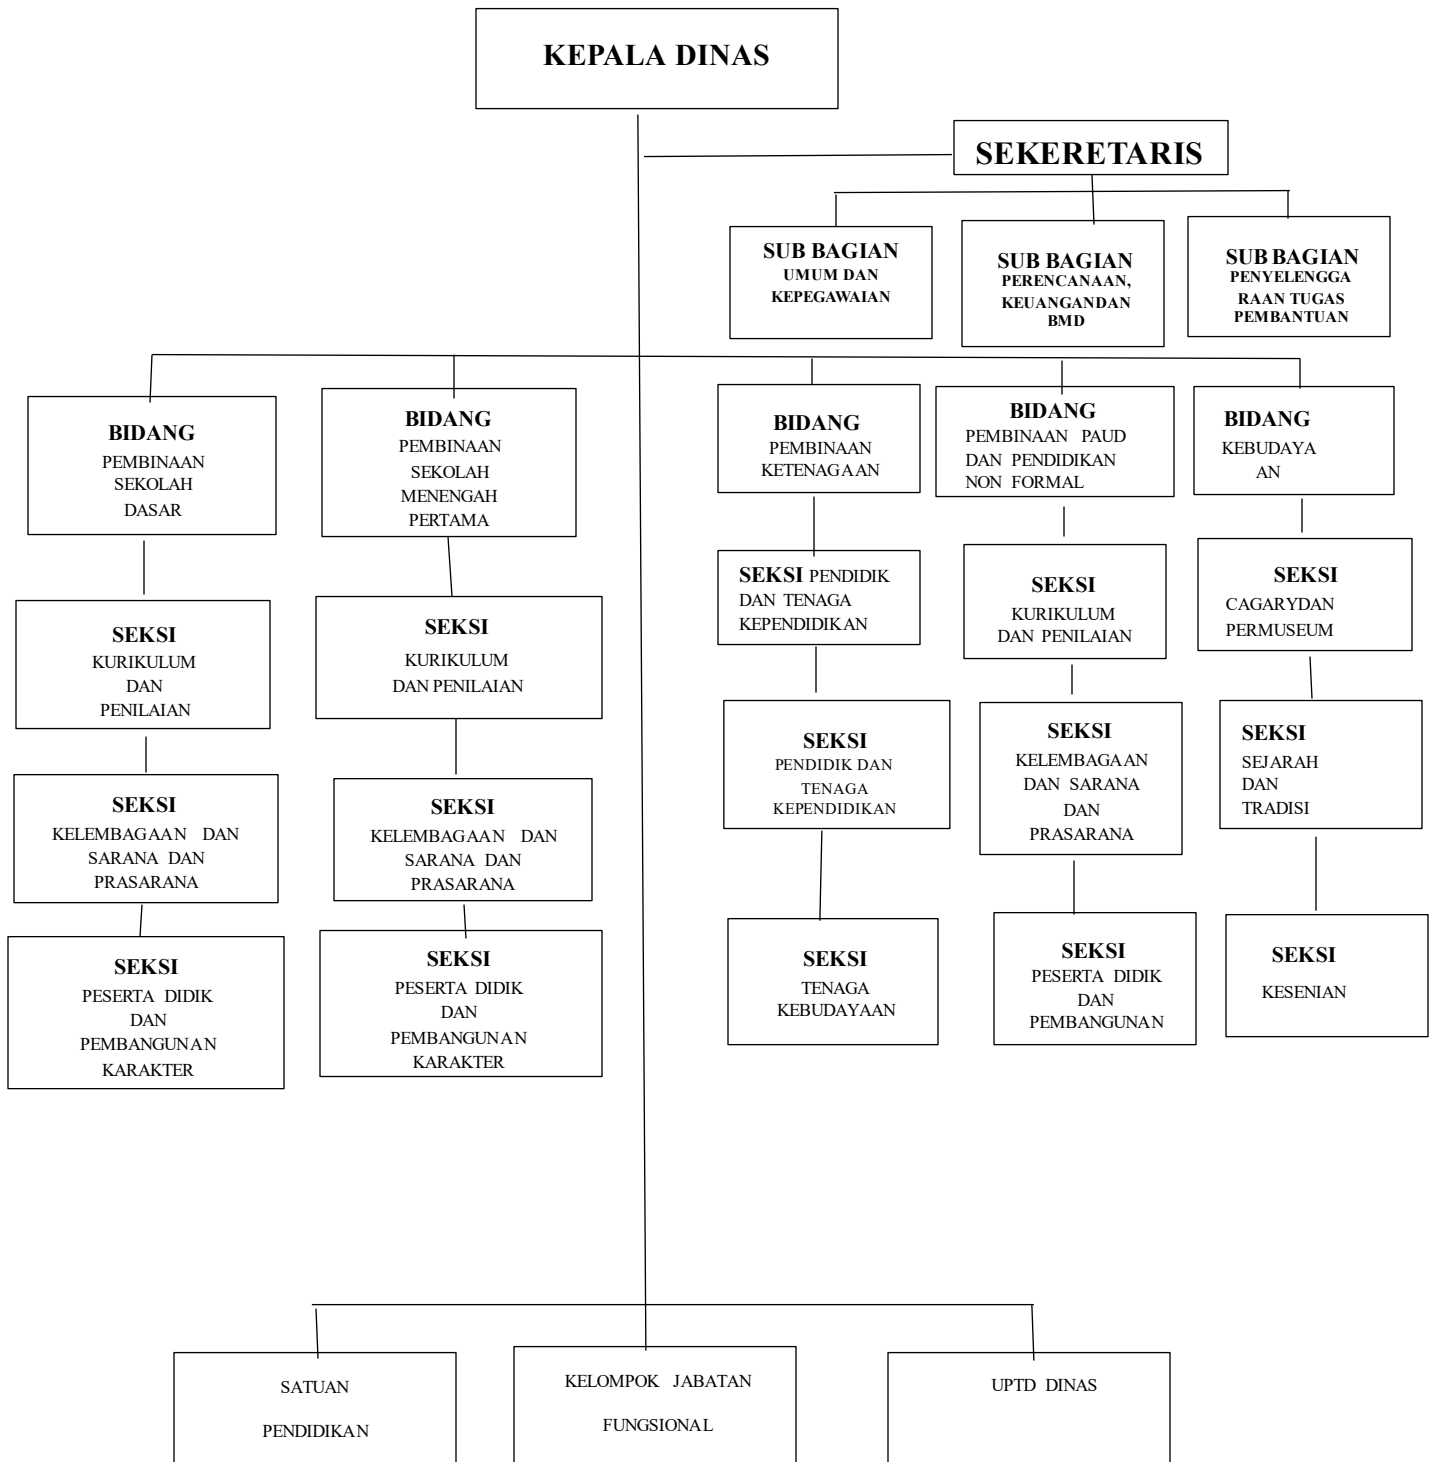 KEPALA DINAS
SEKERETARIS
SUB BAGIAN
UMUM DAN
KEPEGAWAIAN
SUB BAGIAN
PERENCANAAN,
KEUANGANDAN
BMD
SUB BAGIAN
PENYELENGGA
RAAN TUGAS
PEMBANTUAN
BIDANG
PEMBINAAN
SEKOLAH
DASAR
BIDANG
PEMBINAAN
SEKOLAH
MENENGAH
PERTAMA
BIDANG
PEMBINAAN
KETENAGAAN
BIDANG
PEMBINAAN PAUD
DAN PENDIDIKAN
NON FORMAL
BIDANG
KEBUDAYA
AN
SEKSI
KURIKULUM
DAN
PENILAIAN
SEKSI
KURIKULUM
DAN PENILAIAN
SEKSI PENDIDIK
DAN TENAGA
KEPENDIDIKAN
SEKSI
KURIKULUM
DAN PENILAIAN
SEKSI
CAGARYDAN
PERMUSEUM
SEKSI
KELEMBAGAAN DAN
SARANA DAN
PRASARANA
SEKSI
KELEMBAGAAN DAN
SARANA DAN
PRASARANA
SEKSI
PENDIDIK DAN
TENAGA
KEPENDIDIKAN
SEKSI
KELEMBAGAAN
DAN SARANA
DAN
PRASARANA
SEKSI
SEJARAH
DAN
TRADISI
SEKSI
PESERTA DIDIK
DAN
PEMBANGUNAN
KARAKTER
SEKSI
PESERTA DIDIK
DAN
PEMBANGUNAN
KARAKTER
SEKSI
TENAGA
KEBUDAYAAN
SEKSI
PESERTA DIDIK
DAN
PEMBANGUNAN
SEKSI
KESENIAN
SATUAN
PENDIDIKAN
KELOMPOK JABATAN
FUNGSIONAL
UPTD DINAS